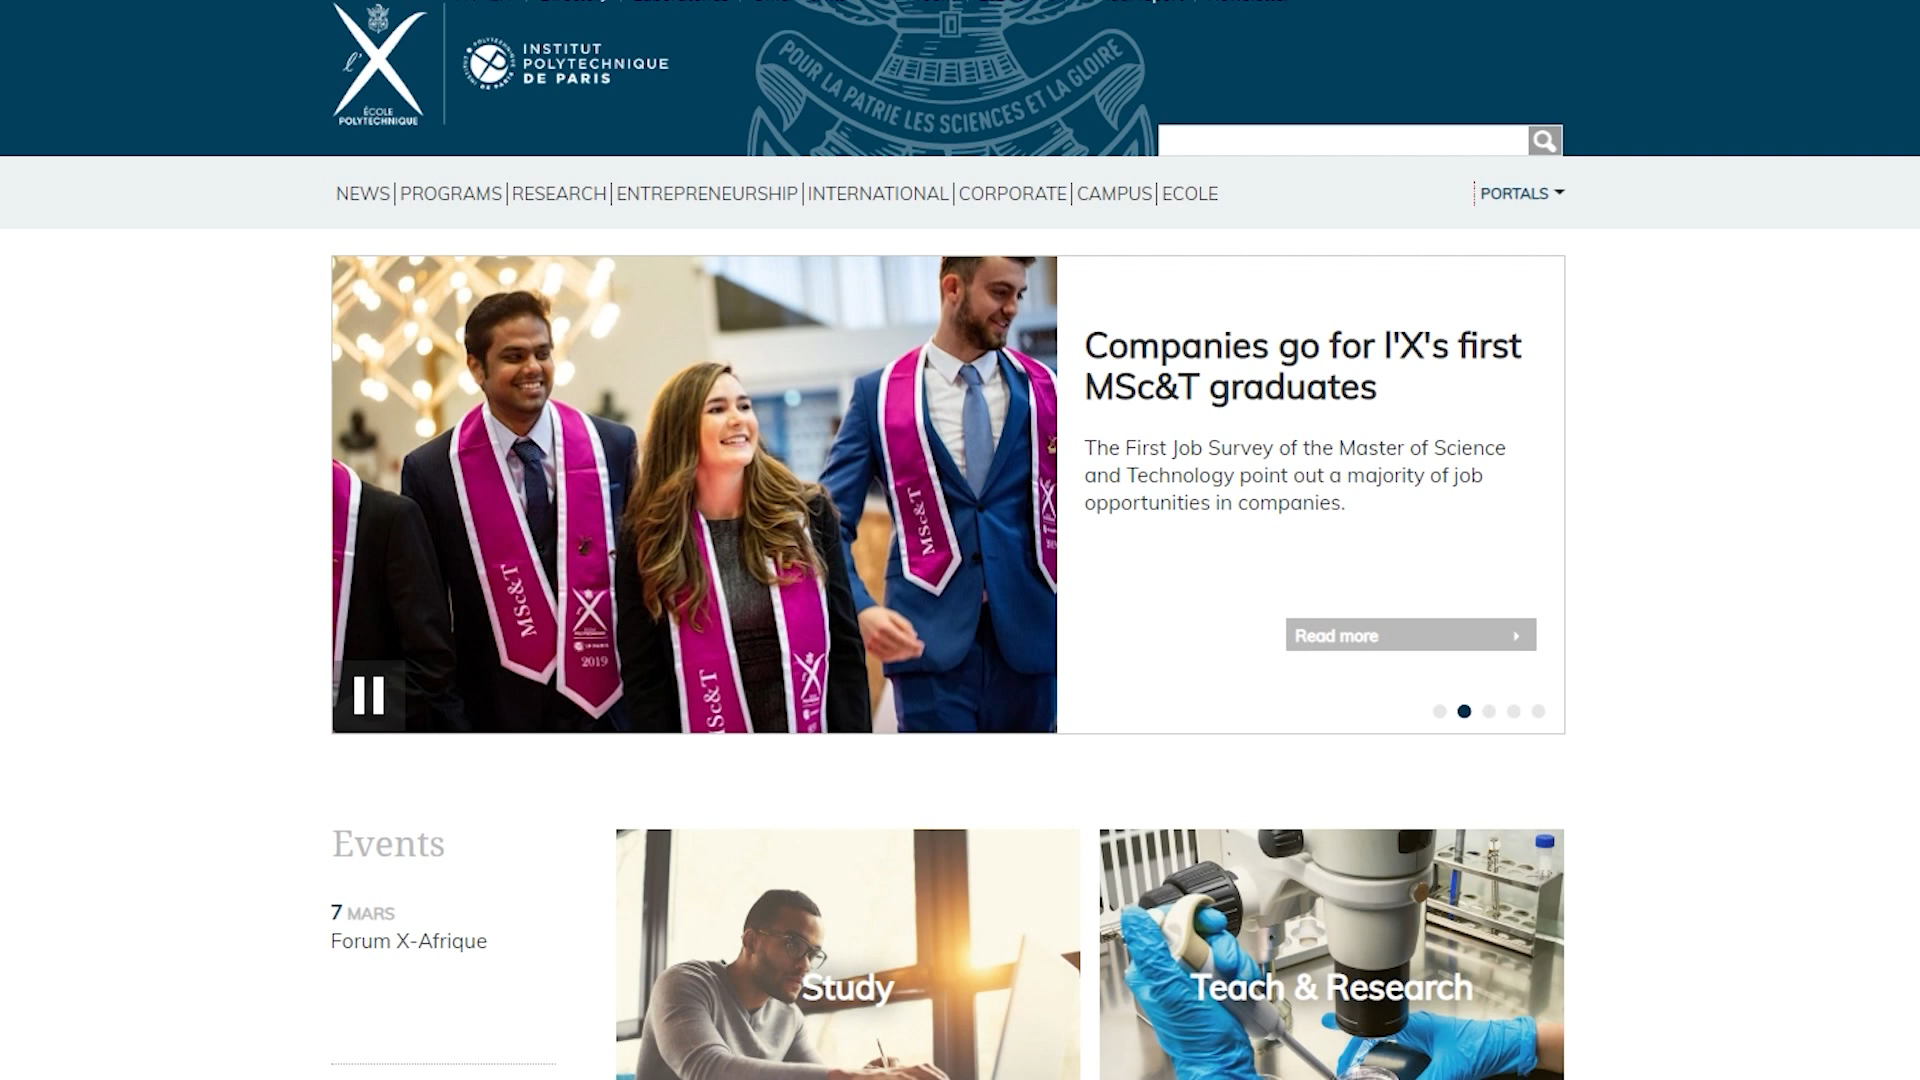 l'
ÉCOLE
POLYTECHNIQUE
INSTITUT
POLYTECHNIQUE
DE PARIS
POUR LA PATRIE LES SCIENCES ET LA GLOIRE
NEWS PROGRAMS RESEARCH ENTREPRENEURSHIP INTERNATIONAL CORPORATE CAMPUS ECOLE
PORTALS
Companies go for l'X's first
MSc&T graduates
The First Job Survey of the Master of Science
and Technology point out a majority of job
opportunities in companies.
Read more
MSc&T
2019
MSc&T
MSc&T
Events
7 MARS
Forum X-Afrique
Study
Teach & Research